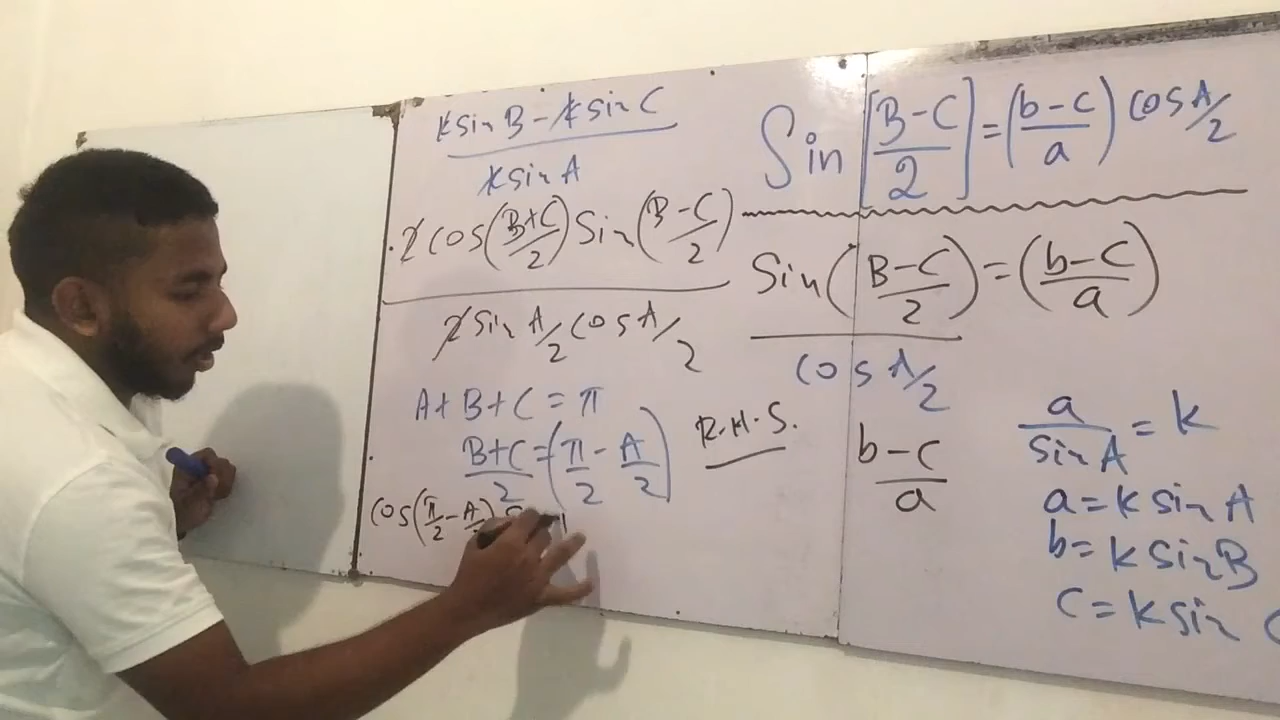 Sin[(B-C)/2] = ((b-c)/a) cos A/2
Sin((B-C)/2) = ((b-c)/a)
cos A/2
R.H.S.
b-c
a
a/sin A = k
a = k sin A
b = k sin B
c = k sin C
k sin B - k sin C
k sin A
2 cos((B+C)/2) Sin((B-C)/2)
2 sin A/2 cos A/2
A+B+C = π
(B+C)/2 = (π/2 - A/2)
cos(π/2 - A/2)